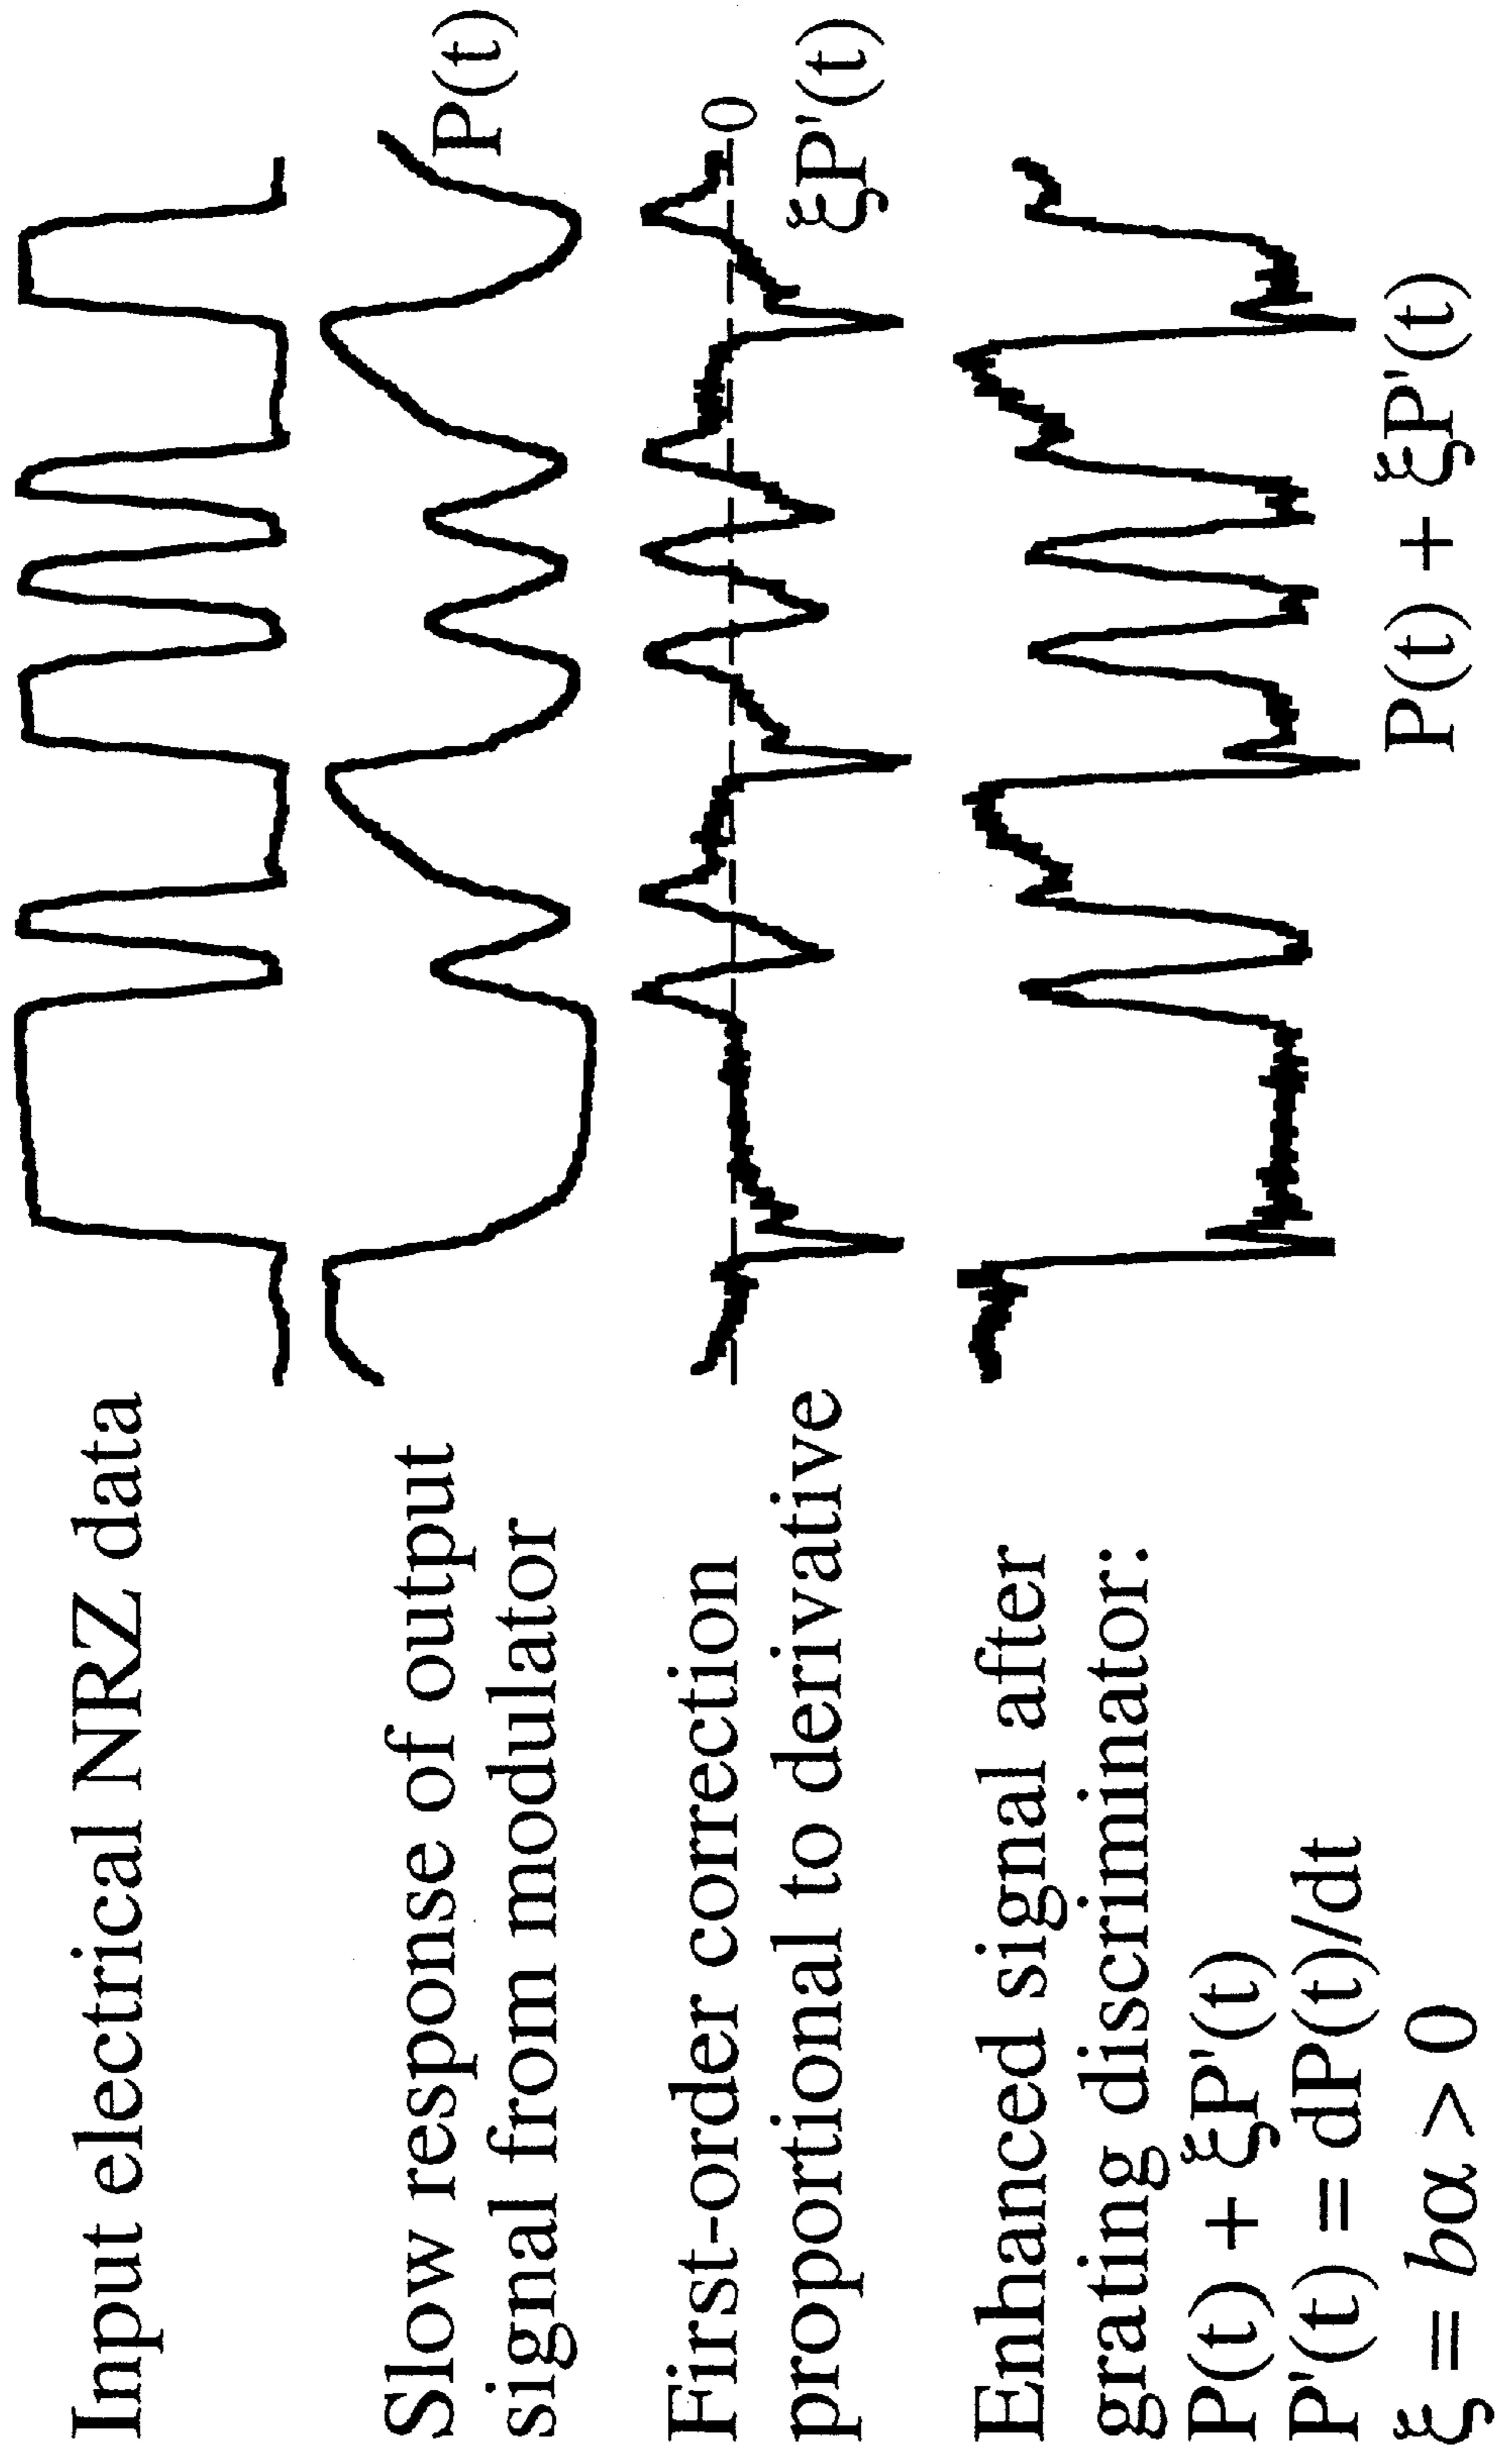 Input electrical NRZ data
Slow response of output
signal from modulator
P(t)
First-order correction
proportional to derivative
0
ξP'(t)
Enhanced signal after
grating discriminator:
P(t) + ξP'(t)
P'(t) = dP(t)/dt
ξ = bα > 0
P(t) + ξP'(t)